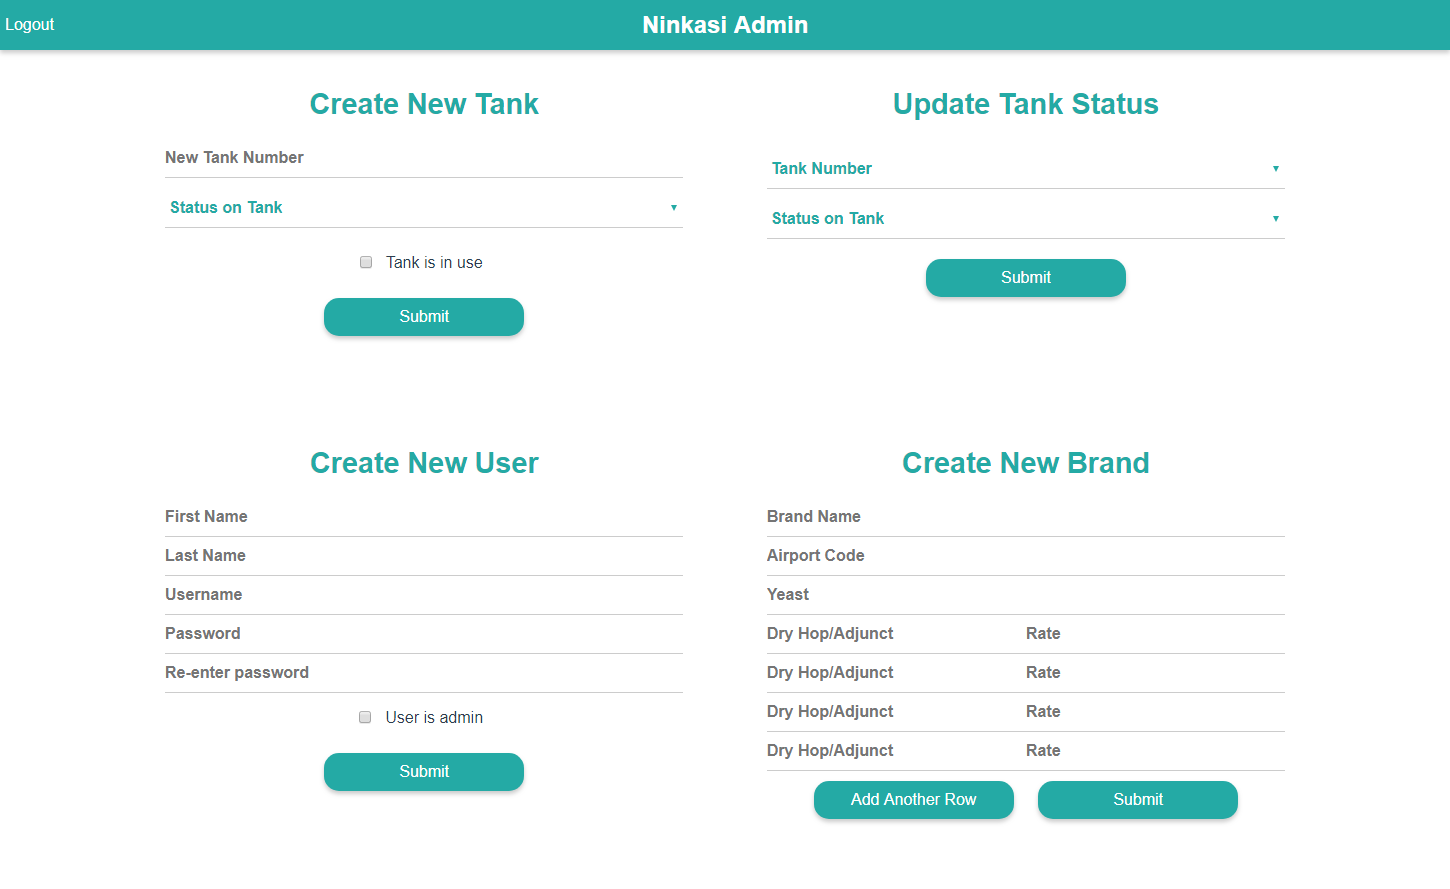 Logout
Ninkasi Admin
Create New Tank
New Tank Number
Status on Tank
Tank is in use
Submit
Update Tank Status
Tank Number
Status on Tank
Submit
Create New User
First Name
Last Name
Username
Password
Re-enter password
User is admin
Submit
Create New Brand
Brand Name
Airport Code
Yeast
Dry Hop/Adjunct Rate
Dry Hop/Adjunct Rate
Dry Hop/Adjunct Rate
Dry Hop/Adjunct Rate
Add Another Row Submit